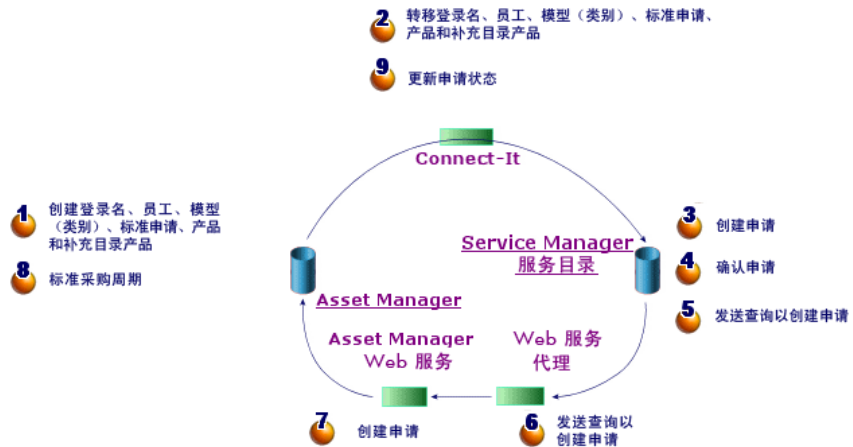 2
转移登录名、员工、模型（类别）、标准申请、
产品和补充目录产品
9
更新申请状态
Connect-It
1
创建登录名、员工、模型
（类别）、标准申请、产品
和补充目录产品
8
标准采购周期
Asset Manager
Service Manager
服务目录
3
创建申请
4
确认申请
5
发送查询以创建申请
Asset Manager
Web 服务
Web 服务
代理
7
创建申请
6
发送查询以
创建申请